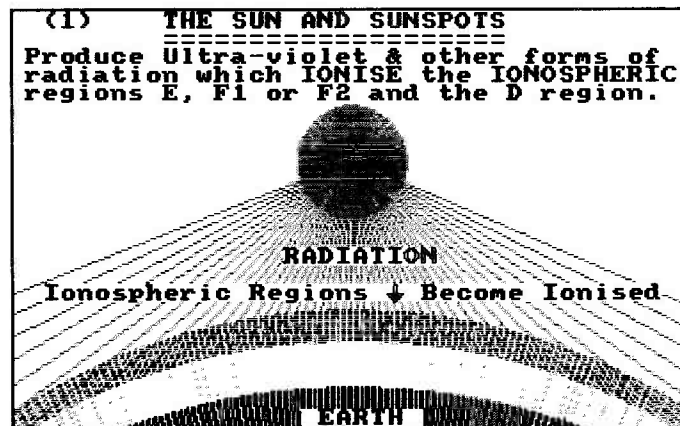 (1) THE SUN AND SUNSPOTS
=======================
Produce Ultra-violet & other forms of
radiation which IONISE the IONOSPHERIC
regions E, F1 or F2 and the D region.
RADIATION
Ionospheric Regions ↓ Become Ionised
EARTH